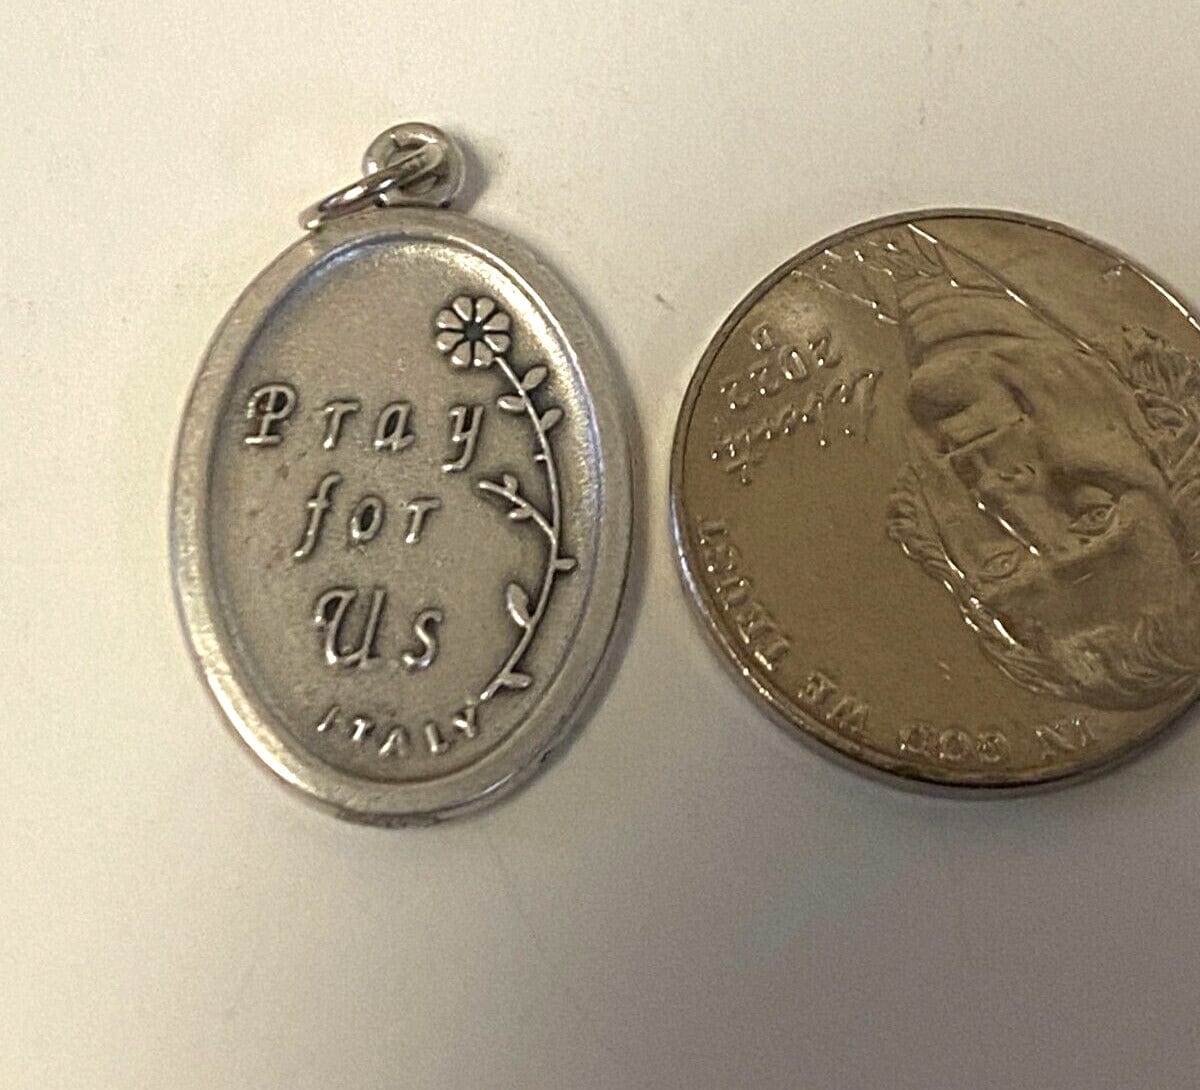 Pray
for
Us
ITALY
IN GOD WE TRUST
Liberty
2022